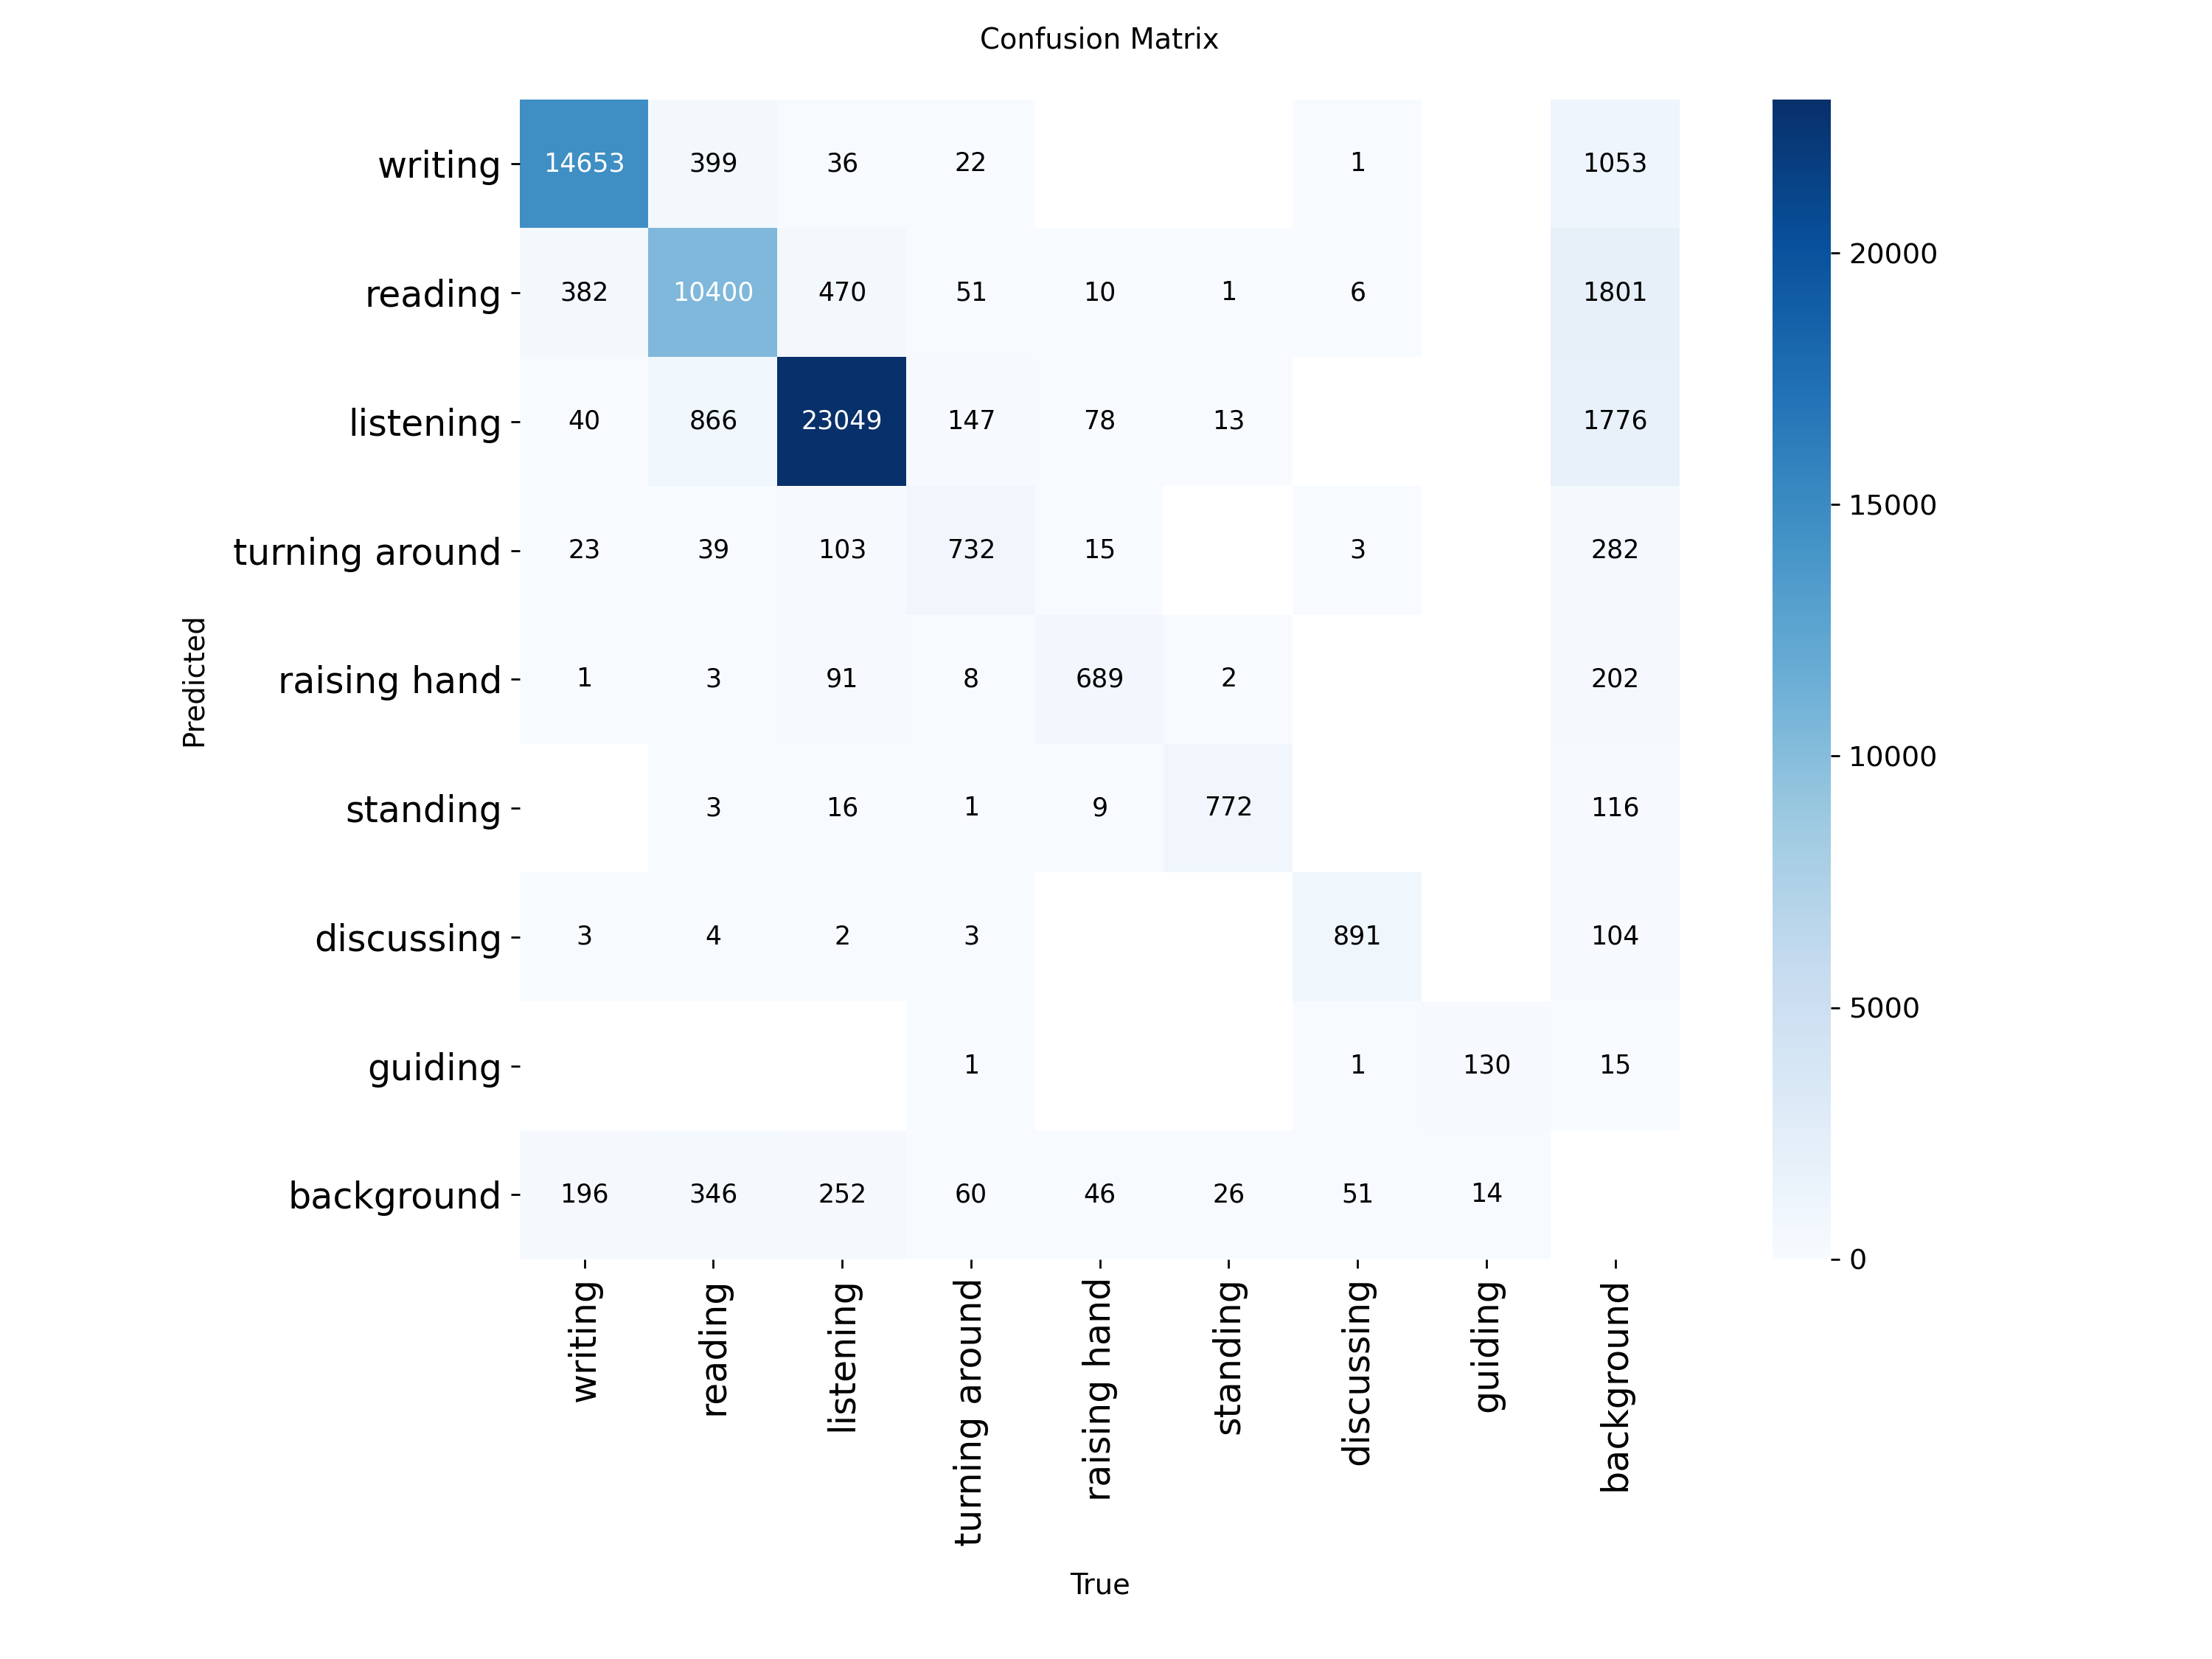 Confusion Matrix
writing 14653 399 36 22 1 1053
reading 382 10400 470 51 10 1 6 1801
listening 40 866 23049 147 78 13 1776
turning around 23 39 103 732 15 3 282
raising hand 1 3 91 8 689 2 202
standing 3 16 1 9 772 116
discussing 3 4 2 3 891 104
guiding 1 1 130 15
background 196 346 252 60 46 26 51 14
Predicted
writing reading listening turning around raising hand standing discussing guiding background
True
20000
15000
10000
5000
0